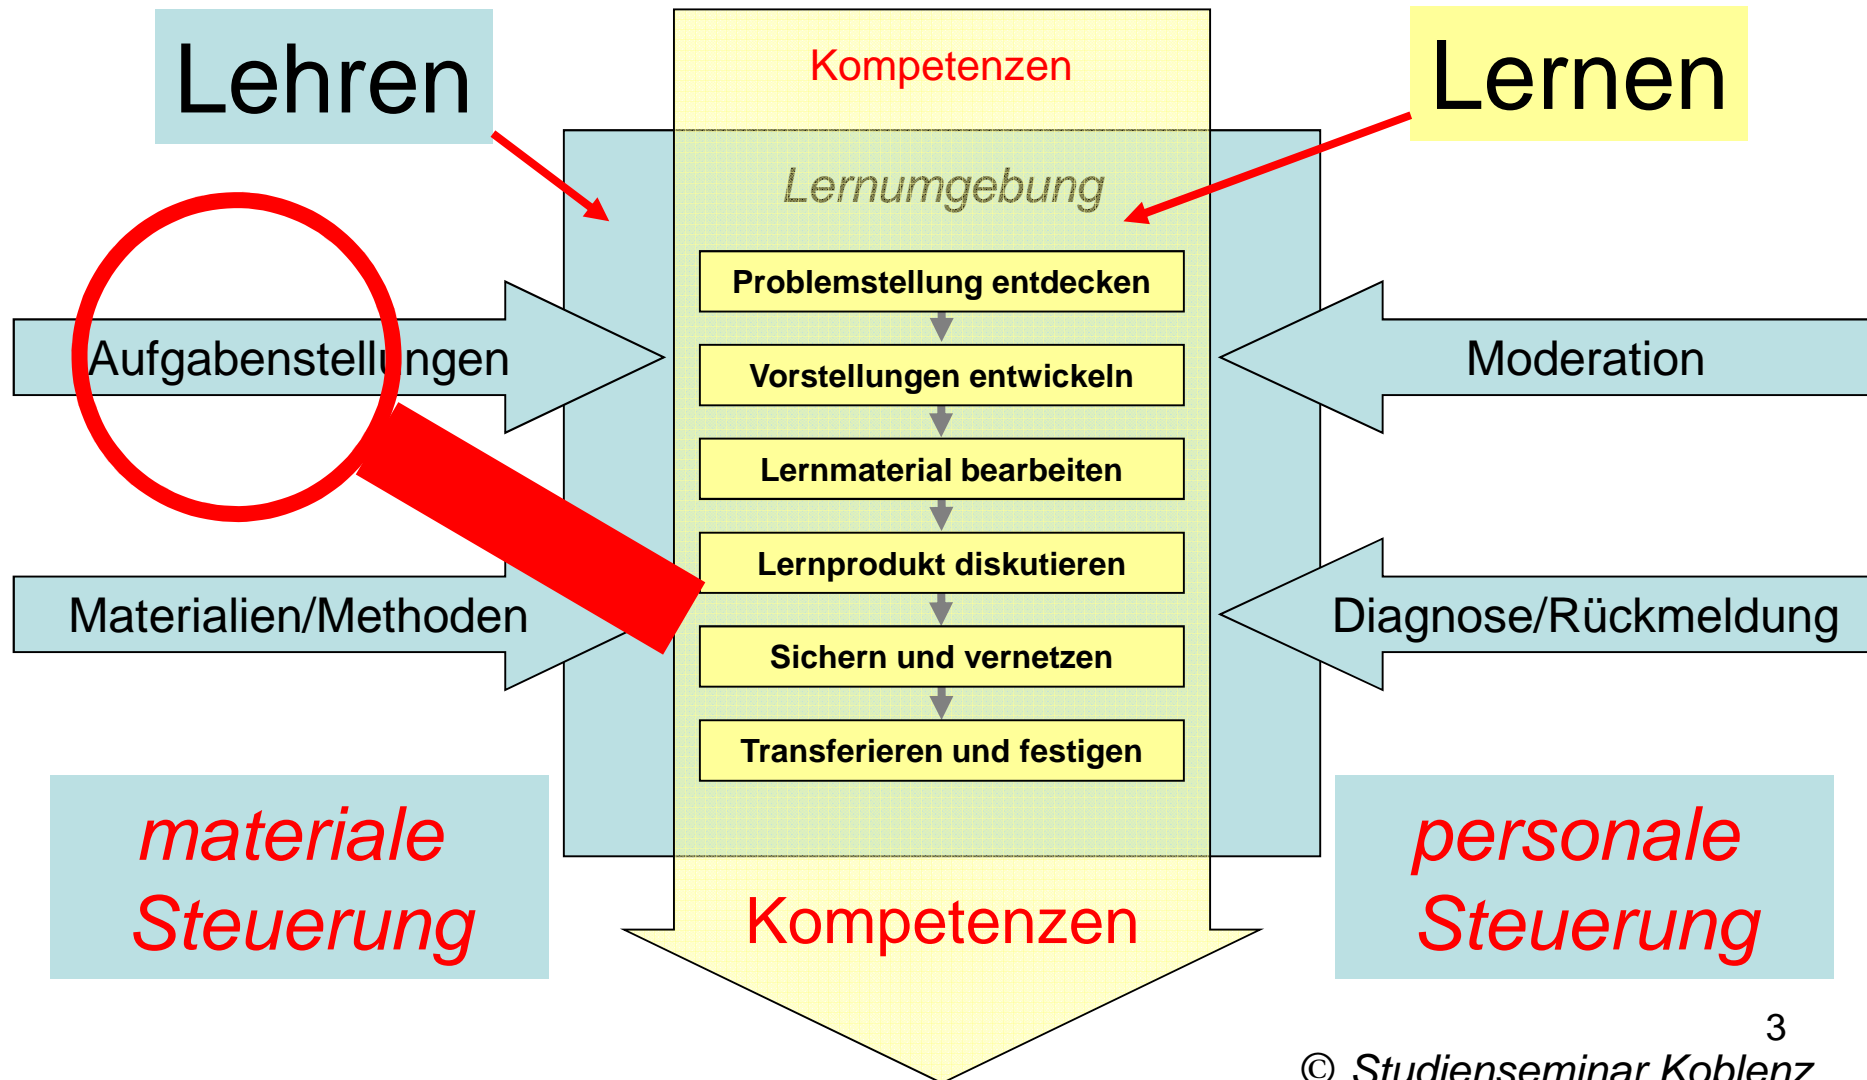 Lehren
Kompetenzen
Lernen
Lernumgebung
Problemstellung entdecken
Aufgabenstellungen
Vorstellungen entwickeln
Moderation
Lernmaterial bearbeiten
Lernprodukt diskutieren
Materialien/Methoden
Diagnose/Rückmeldung
Sichern und vernetzen
Transferieren und festigen
materiale
Steuerung
personale
Steuerung
Kompetenzen
3
© Studienseminar Koblenz